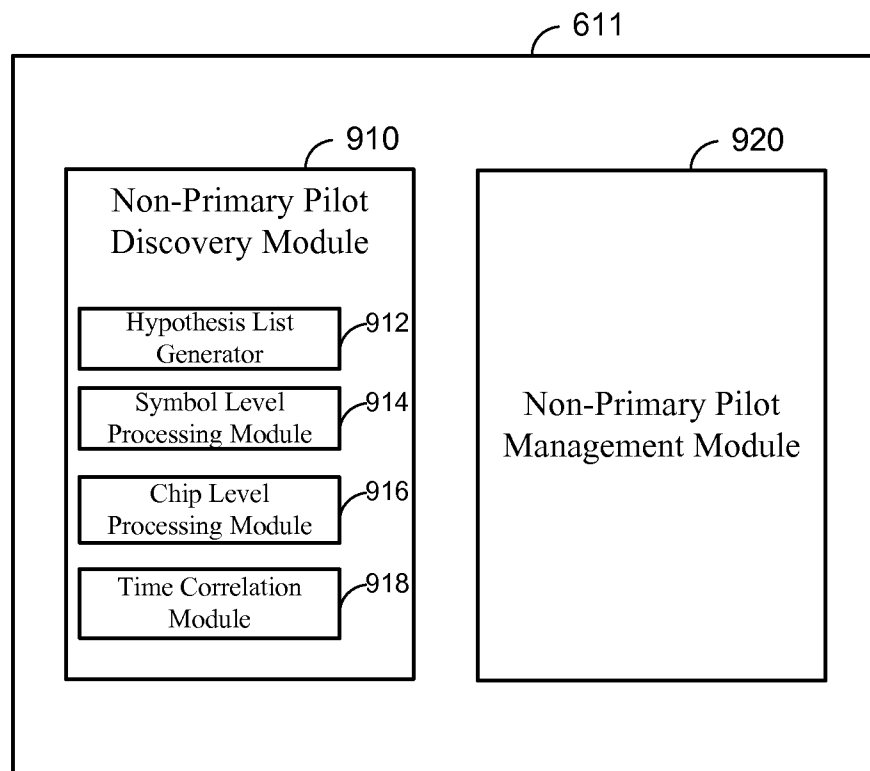 611
910
920
Non-Primary Pilot
Discovery Module
Hypothesis List
Generator
912
Symbol Level
Processing Module
914
Chip Level
Processing Module
916
Time Correlation
Module
918
Non-Primary Pilot
Management Module